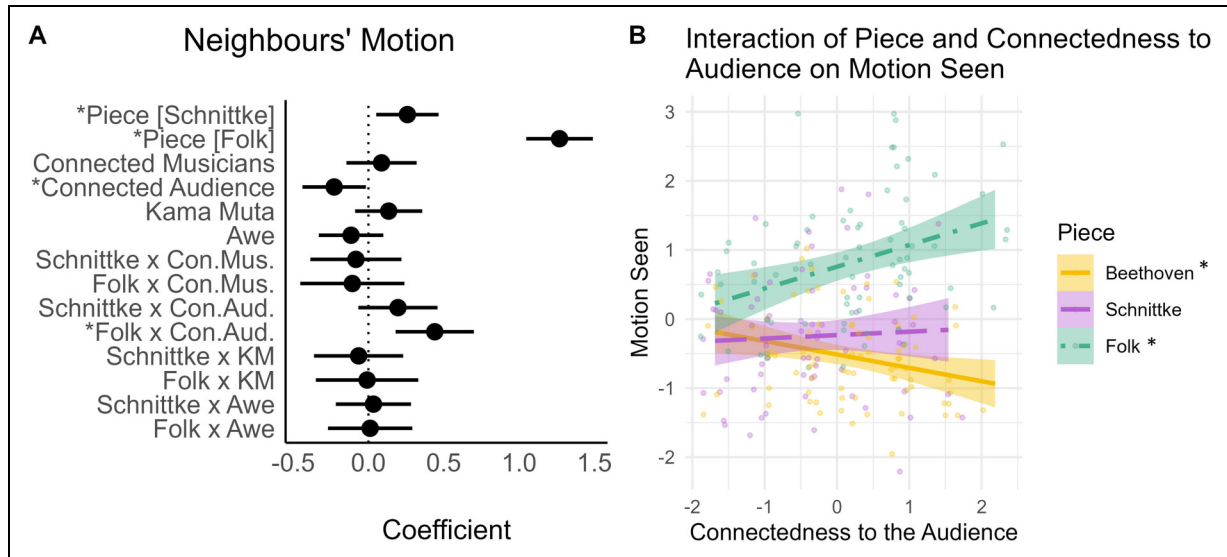 A
Neighbours' Motion
*Piece [Schnittke]
*Piece [Folk]
Connected Musicians
*Connected Audience
Kama Muta
Awe
Schnittke x Con.Mus.
Folk x Con.Mus.
Schnittke x Con.Aud.
*Folk x Con.Aud.
Schnittke x KM
Folk x KM
Schnittke x Awe
Folk x Awe
-0.5 0.0 0.5 1.0 1.5
Coefficient
B
Interaction of Piece and Connectedness to
Audience on Motion Seen
Motion Seen
3
2
1
0
-1
-2
-2 -1 0 1 2
Connectedness to the Audience
Piece
Beethoven *
Schnittke
Folk *